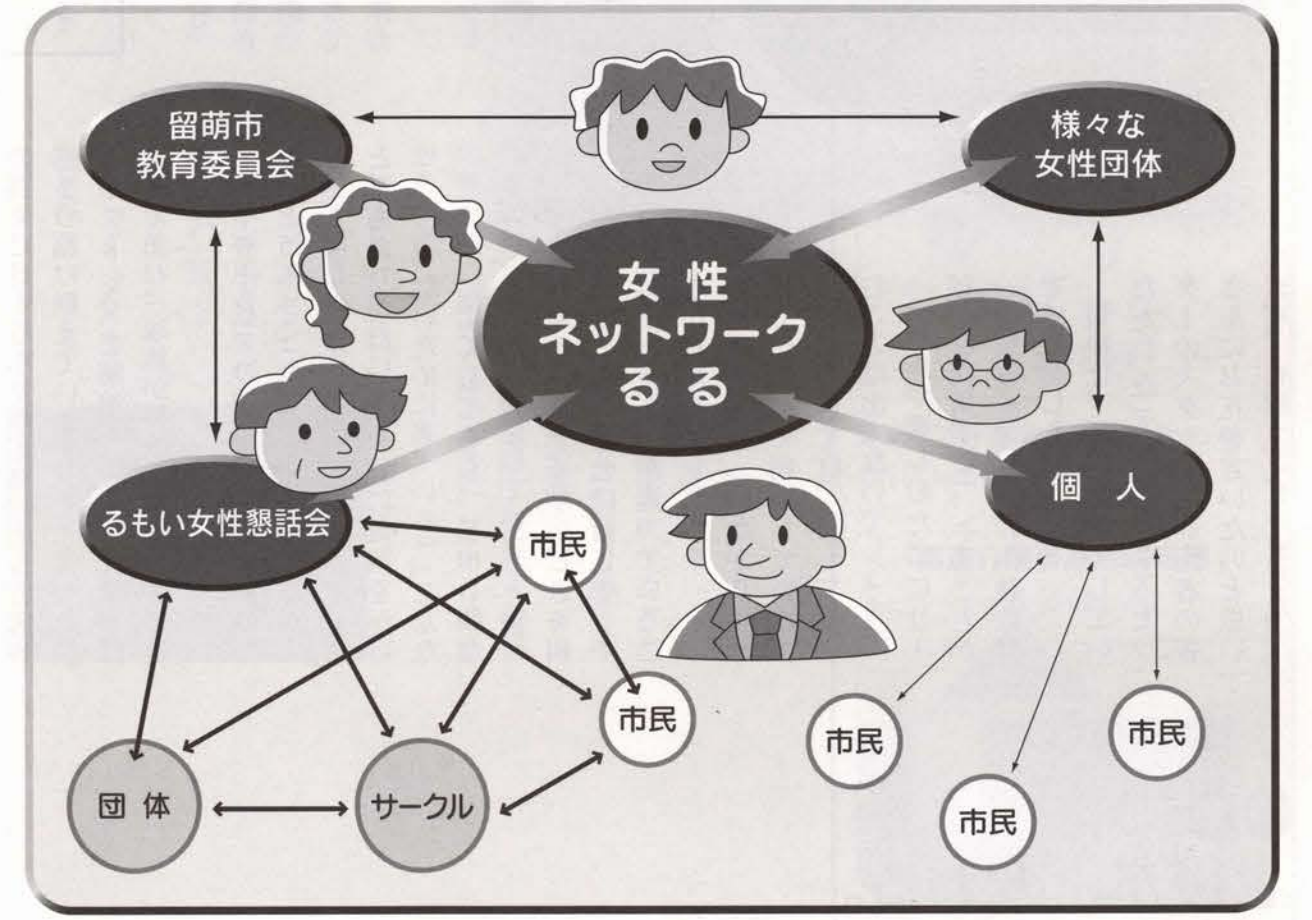 留萌市
教育委員会
様々な
女性団体
女性
ネットワーク
るる
るもい女性懇話会
個人
市民
市民
団体
サークル
市民
市民
市民